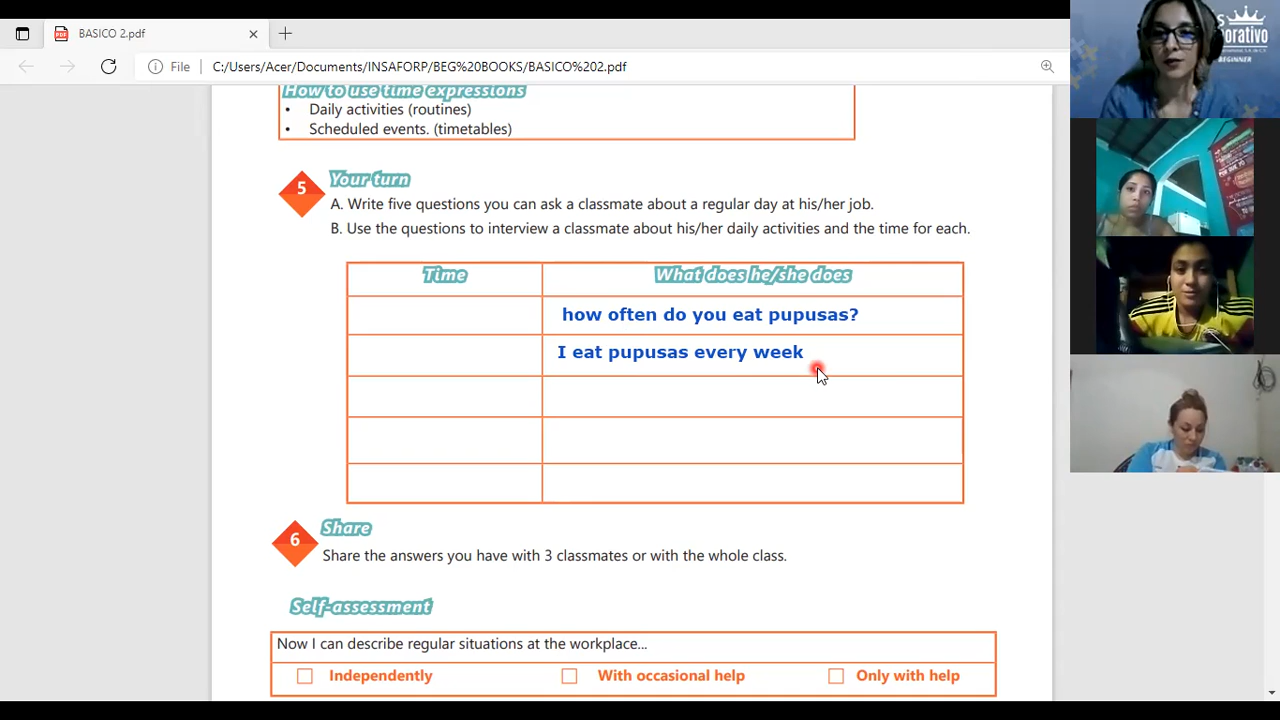 BASICO 2.pdf
File
C:/Users/Acer/Documents/INSAFORP/BEG%20BOOKS/BASICO%202.pdf
How to use time expressions
• Daily activities (routines)
• Scheduled events. (timetables)
5
Your turn
A. Write five questions you can ask a classmate about a regular day at his/her job.
B. Use the questions to interview a classmate about his/her daily activities and the time for each.
Time What does he/she does
how often do you eat pupusas?
I eat pupusas every week
6
Share
Share the answers you have with 3 classmates or with the whole class.
Self-assessment
Now I can describe regular situations at the workplace...
Independently With occasional help Only with help
orativo
BEGINNER